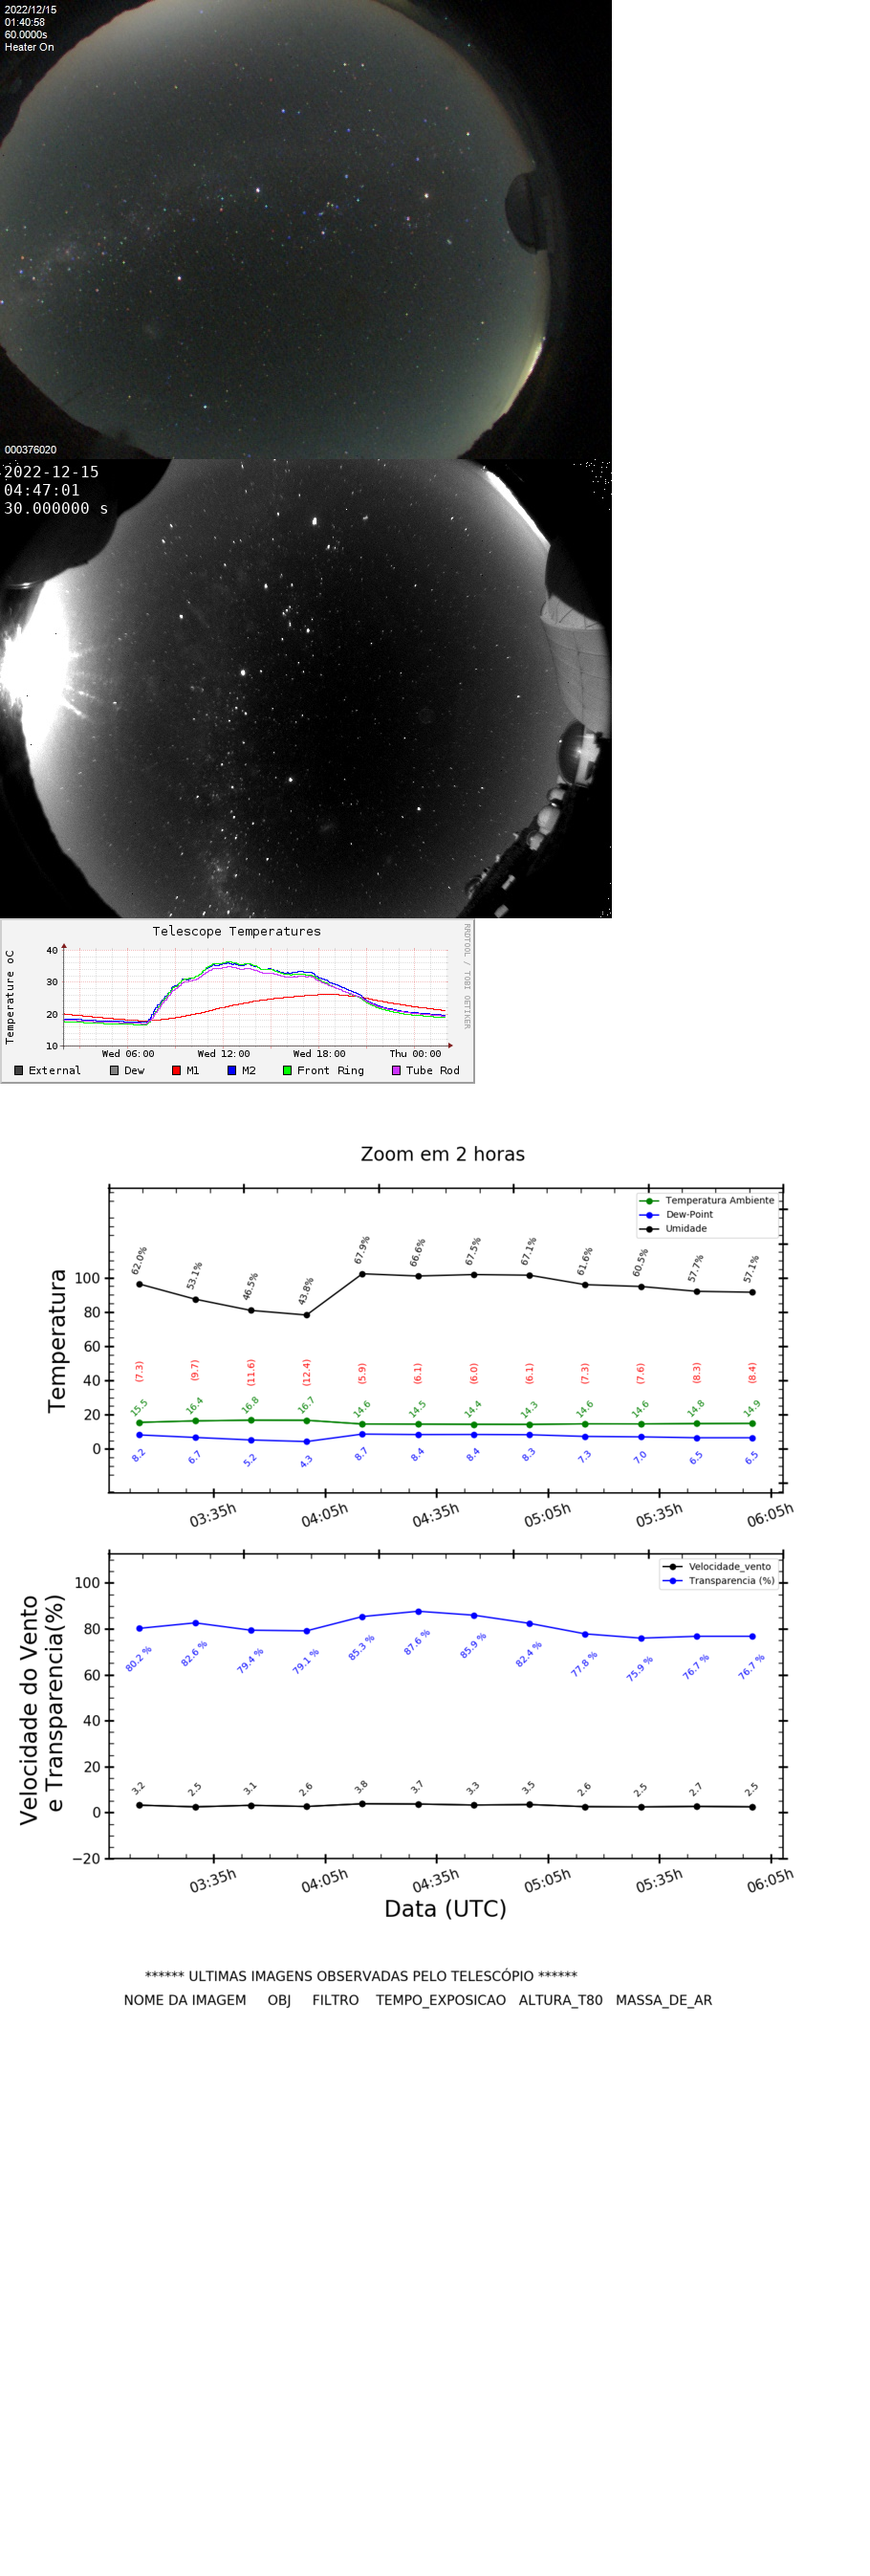 2022/12/15
01:40:58
60.0000s
Heater On
000376020
2022-12-15
04:47:01
30.000000 s
Telescope Temperatures
RRDTOOL / TOBI OETIKER
Temperature oC
40
30
20
10
Wed 06:00 Wed 12:00 Wed 18:00 Thu 00:00
External Dew M1 M2 Front Ring Tube Rod
Zoom em 2 horas
Temperatura Ambiente
Dew-Point
Umidade
Temperatura
100
80
60
40
20
0
62.0% 53.1% 46.5% 43.8% 67.9% 66.6% 67.5% 67.1% 61.6% 60.5% 57.7% 57.1%
(7.3) (9.7) (11.6) (12.4) (5.9) (6.1) (6.0) (6.1) (7.3) (7.6) (8.3) (8.4)
15.5 16.4 16.8 16.7 14.6 14.5 14.4 14.3 14.6 14.6 14.8 14.9
8.2 6.7 5.2 4.3 8.7 8.4 8.4 8.3 7.3 7.0 6.5 6.5
03:35h 04:05h 04:35h 05:05h 05:35h 06:05h
Velocidade_vento
Transparencia (%)
Velocidade do Vento
e Transparencia(%)
100
80
60
40
20
0
−20
80.2 % 82.6 % 79.4 % 79.1 % 85.3 % 87.6 % 85.9 % 82.4 % 77.8 % 75.9 % 76.7 % 76.7 %
3.2 2.5 3.1 2.6 3.8 3.7 3.3 3.5 2.6 2.5 2.7 2.5
03:35h 04:05h 04:35h 05:05h 05:35h 06:05h
Data (UTC)
****** ULTIMAS IMAGENS OBSERVADAS PELO TELESCÓPIO ******
NOME DA IMAGEM OBJ FILTRO TEMPO_EXPOSICAO ALTURA_T80 MASSA_DE_AR